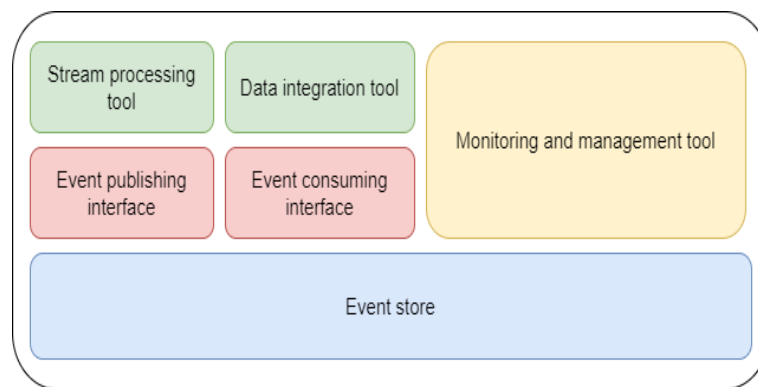 Stream processing
tool
Data integration tool
Monitoring and management tool
Event publishing
interface
Event consuming
interface
Event store